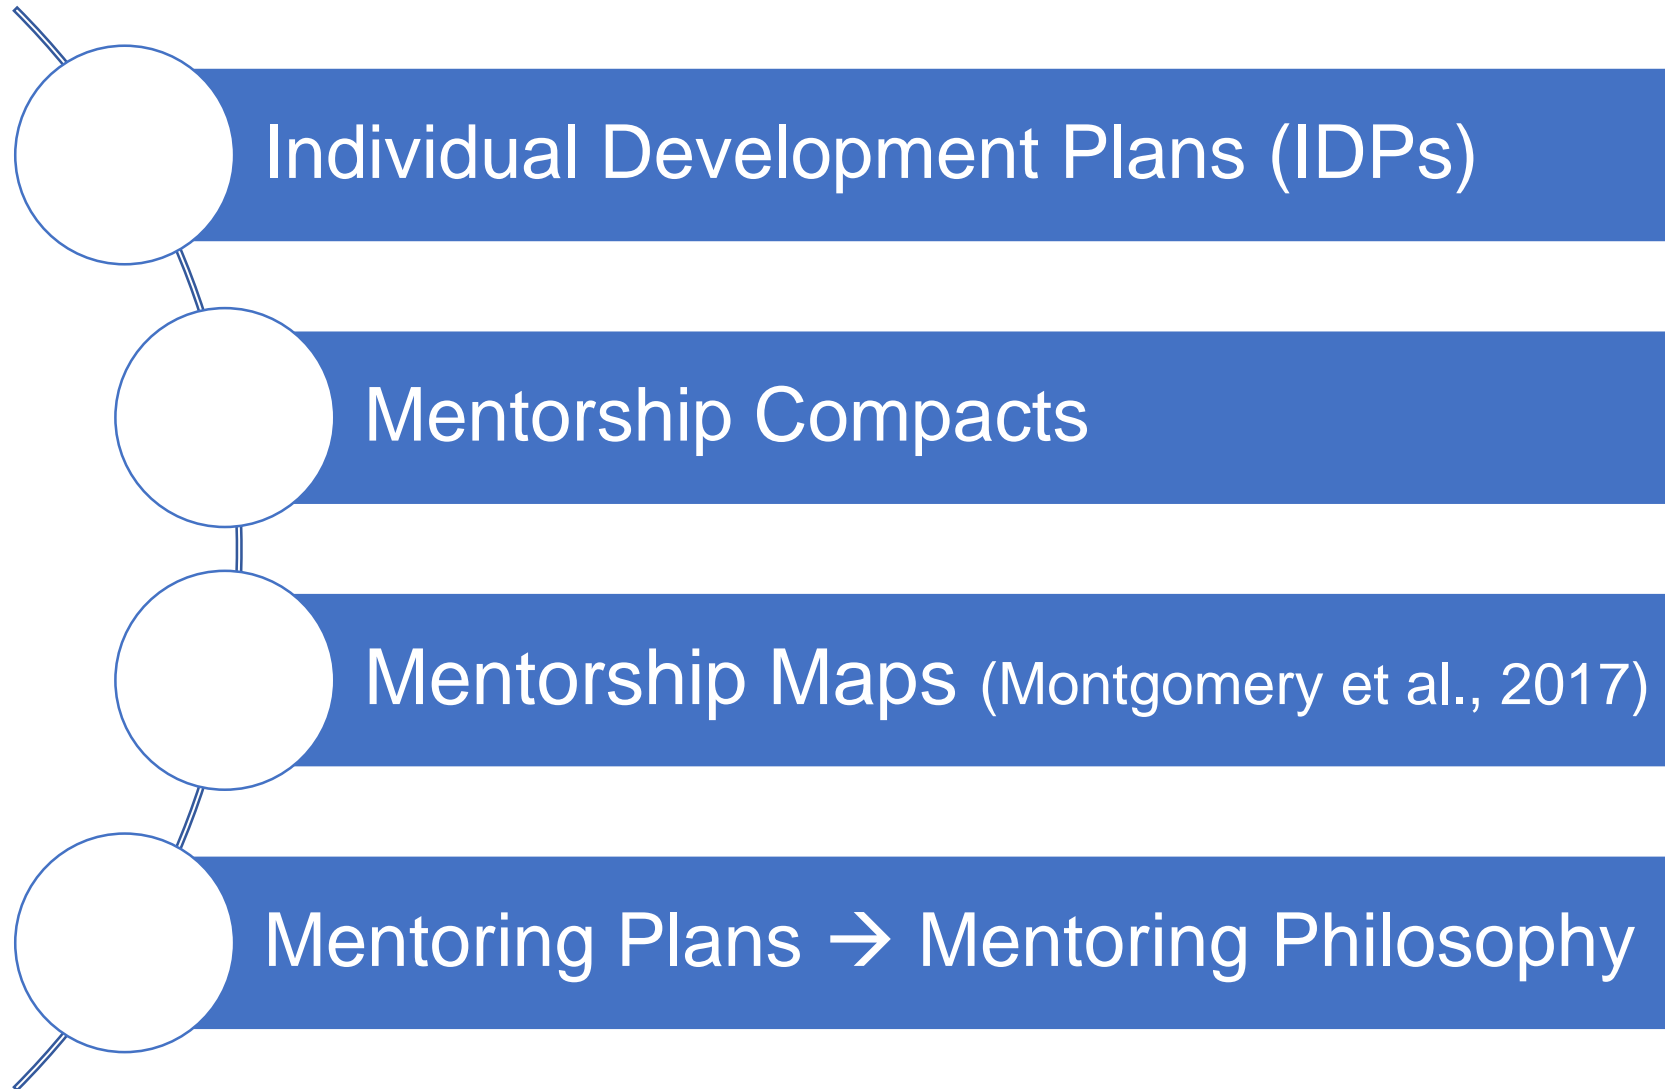 Individual Development Plans (IDPs)
Mentorship Compacts
Mentorship Maps (Montgomery et al., 2017)
Mentoring Plans → Mentoring Philosophy